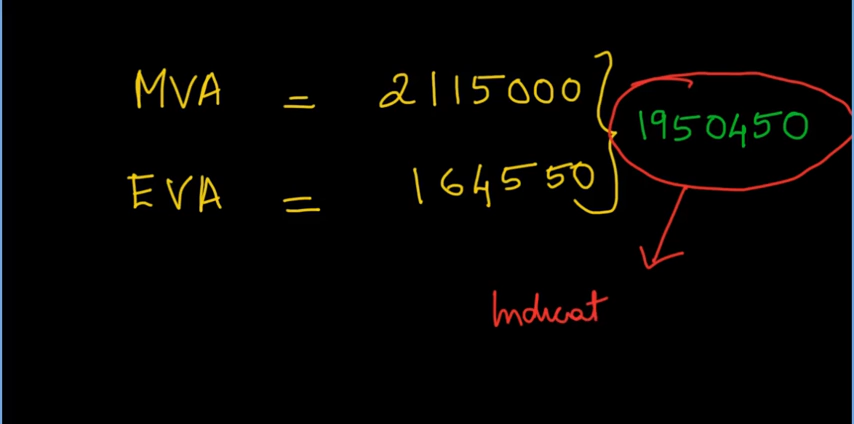 MVA = 2115000
1950450
EVA = 164550
Indicat